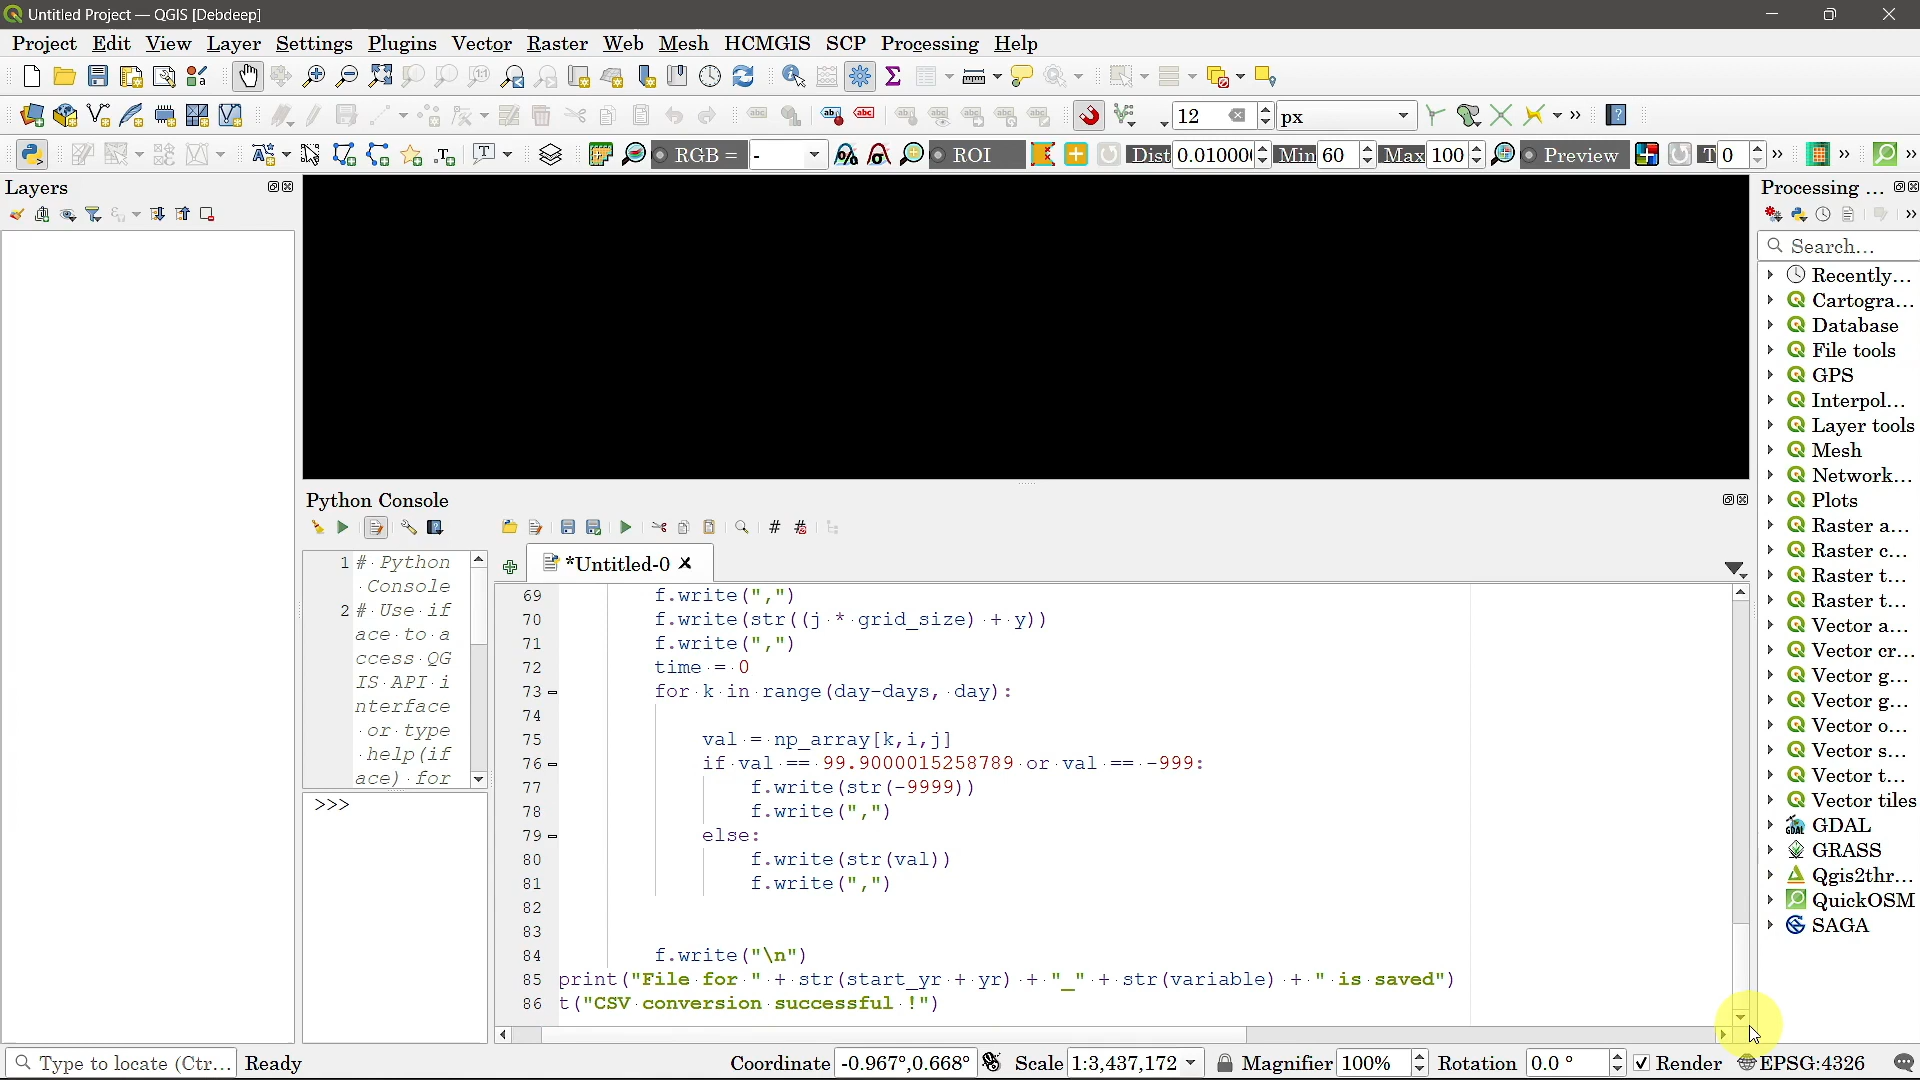 Untitled Project — QGIS [Debdeep]
Project Edit View Layer Settings Plugins Vector Raster Web Mesh HCMGIS SCP Processing Help
12 px
RGB = - ROI Dist 0.01000( Min 60 Max 100 Preview T 0
Layers
Processing ...
Search...
Recently...
Cartogra...
Database
File tools
GPS
Interpol...
Layer tools
Mesh
Network...
Plots
Raster a...
Raster c...
Raster t...
Raster t...
Vector a...
Vector cr...
Vector g...
Vector g...
Vector o...
Vector s...
Vector t...
Vector tiles
GDAL
GRASS
Qgis2thr...
QuickOSM
SAGA
Python Console
1 # Python
Console
2 # Use if
ace to a
ccess QG
IS API i
nterface
or type
help(if
ace) for
>>>
*Untitled-0
69 f.write(",")
70 f.write(str((j * grid_size) + y))
71 f.write(",")
72 time = 0
73 for k in range(day-days, day):
74
75 val = np_array[k,i,j]
76 if val == 99.9000015258789 or val == -999:
77 f.write(str(-9999))
78 f.write(",")
79 else:
80 f.write(str(val))
81 f.write(",")
82
83
84 f.write("\n")
85 print("File for " + str(start_yr + yr) + "_" + str(variable) + " is saved")
86 t("CSV conversion successful !")
Type to locate (Ctr... Ready Coordinate -0.967°,0.668° Scale 1:3,437,172 Magnifier 100% Rotation 0.0 ° Render EPSG:4326